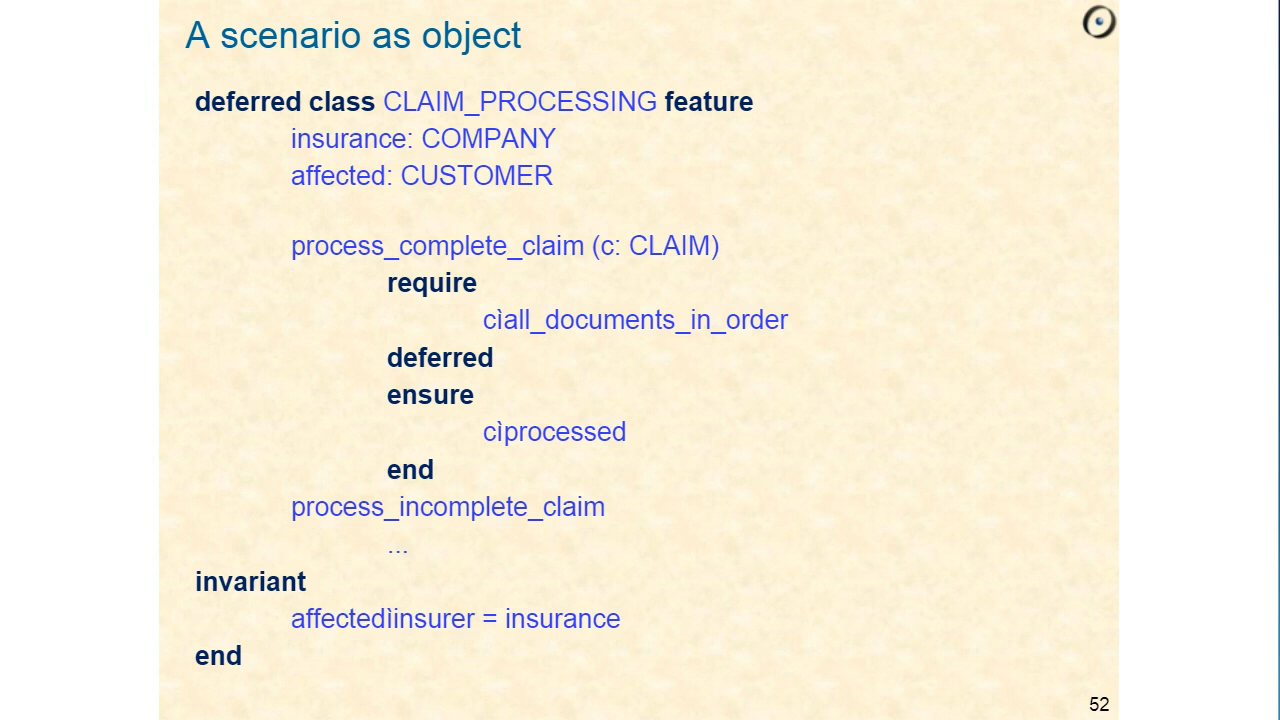 A scenario as object
deferred class CLAIM_PROCESSING feature
insurance: COMPANY
affected: CUSTOMER
process_complete_claim (c: CLAIM)
require
cìall_documents_in_order
deferred
ensure
cìprocessed
end
process_incomplete_claim
...
invariant
affectedìinsurer = insurance
end
52